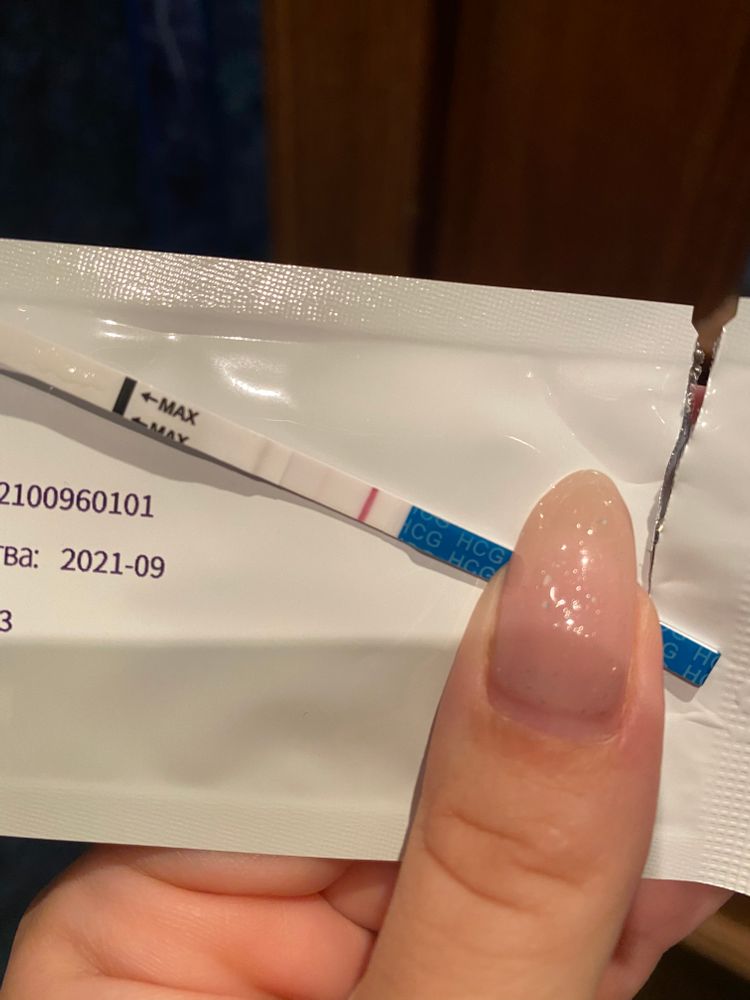 ←MAX
←MAX
HCG HCG
HCG HCG
2100960101
тва: 2021-09
3